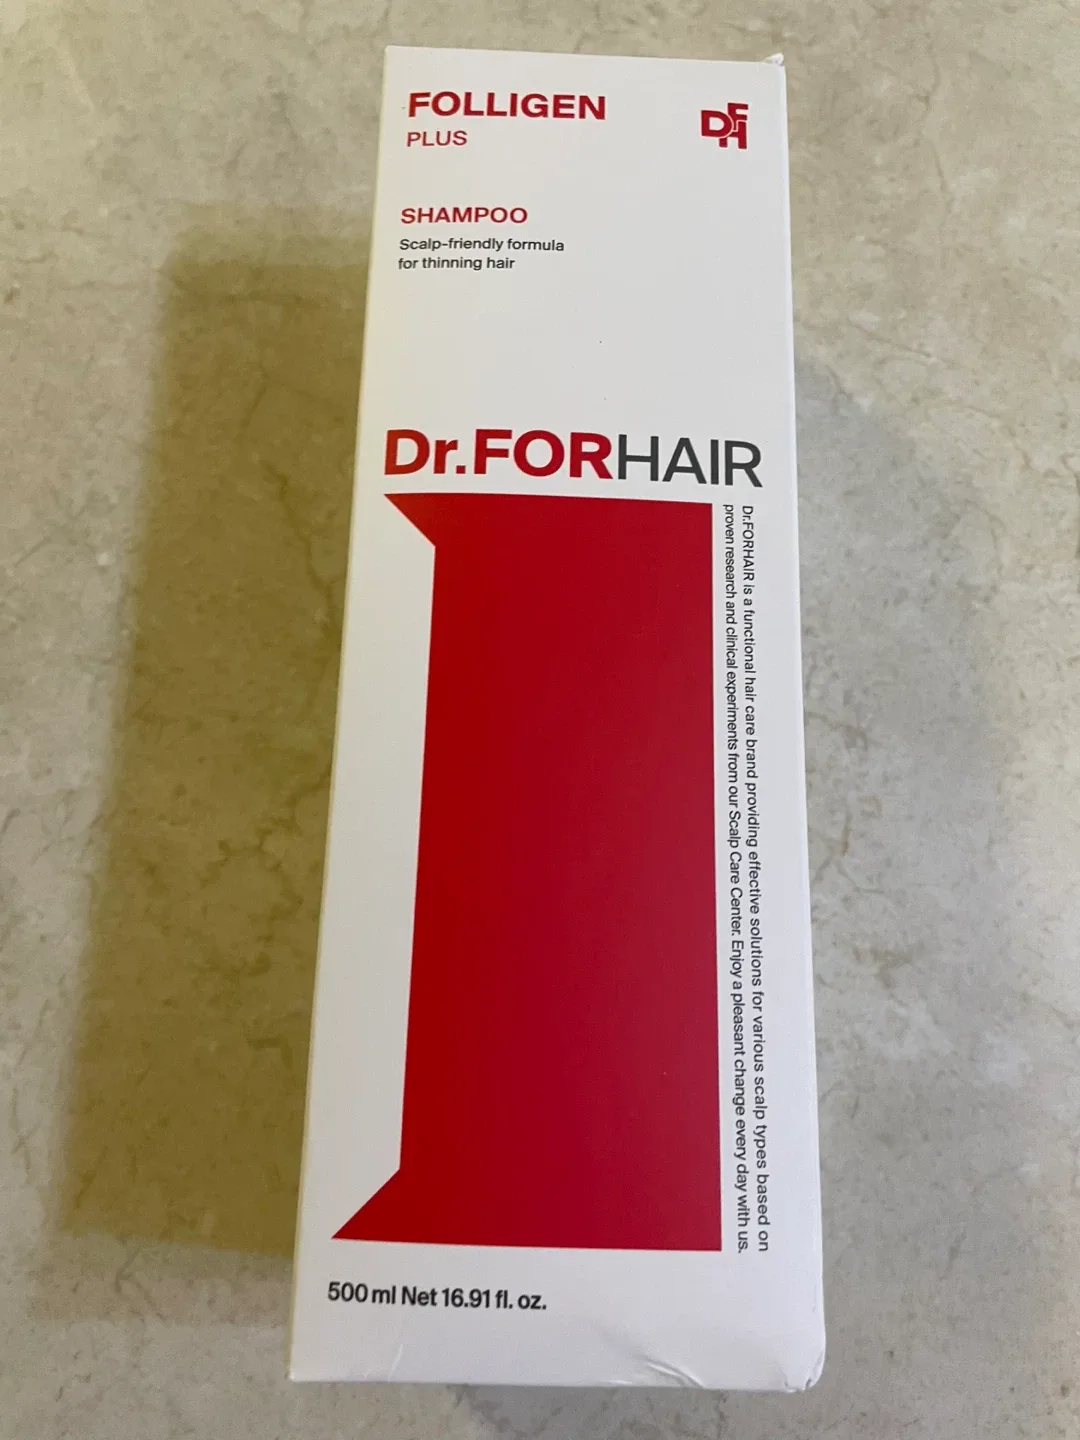 FOLLIGEN
PLUS
DFH
SHAMPOO
Scalp-friendly formula
for thinning hair
Dr.FORHAIR
Dr.FORHAIR is a functional hair care brand providing effective solutions for various scalp types based on
proven research and clinical experiments from our Scalp Care Center. Enjoy a pleasant change every day with us.
500 ml Net 16.91 fl. oz.